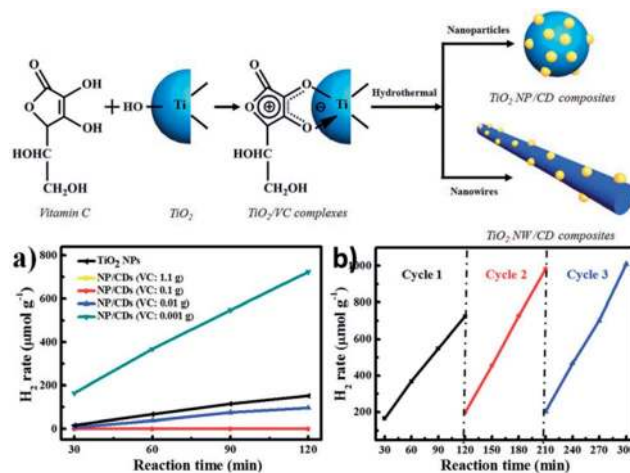 Nanoparticles
TiO₂ NP/CD composites
O
OH
OH
HOHC
CH₂OH
Vitamin C
+
HO
Ti
TiO₂
O
O
O
O
⊕
⊖
Ti
HOHC
CH₂OH
TiO₂/VC complexes
Hydrothermal
Nanowires
TiO₂ NW/CD composites
a)
TiO₂ NPs
NP/CDs (VC: 1.1 g)
NP/CDs (VC: 0.1 g)
NP/CDs (VC: 0.01 g)
NP/CDs (VC: 0.001 g)
H₂ rate (μmol g⁻¹)
800
600
400
200
0
30 60 90 120
Reaction time (min)
b)
Cycle 1 Cycle 2 Cycle 3
H₂ rate (μmol g⁻¹)
1000
800
600
400
200
30 60 90 120 150 180 210 240 270 300
Reaction time (min)